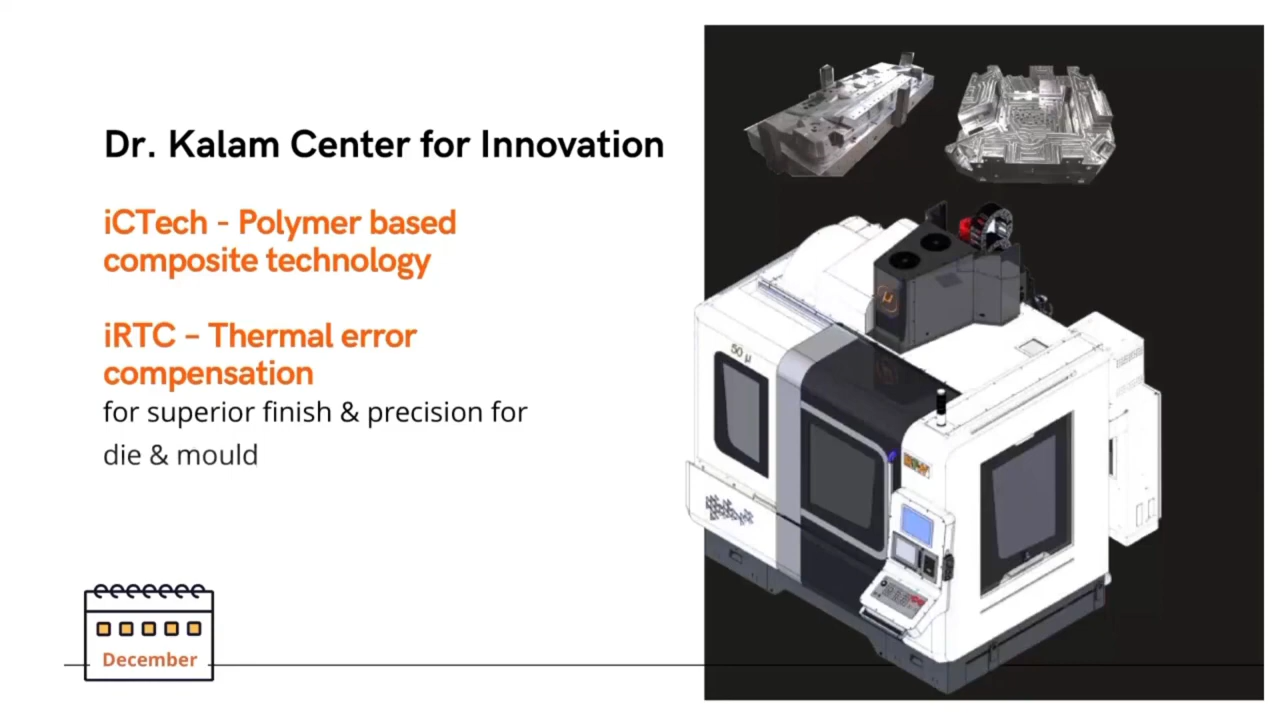 Dr. Kalam Center for Innovation
iCTech - Polymer based
composite technology
iRTC – Thermal error
compensation
for superior finish & precision for
die & mould
50 µ
µ
December